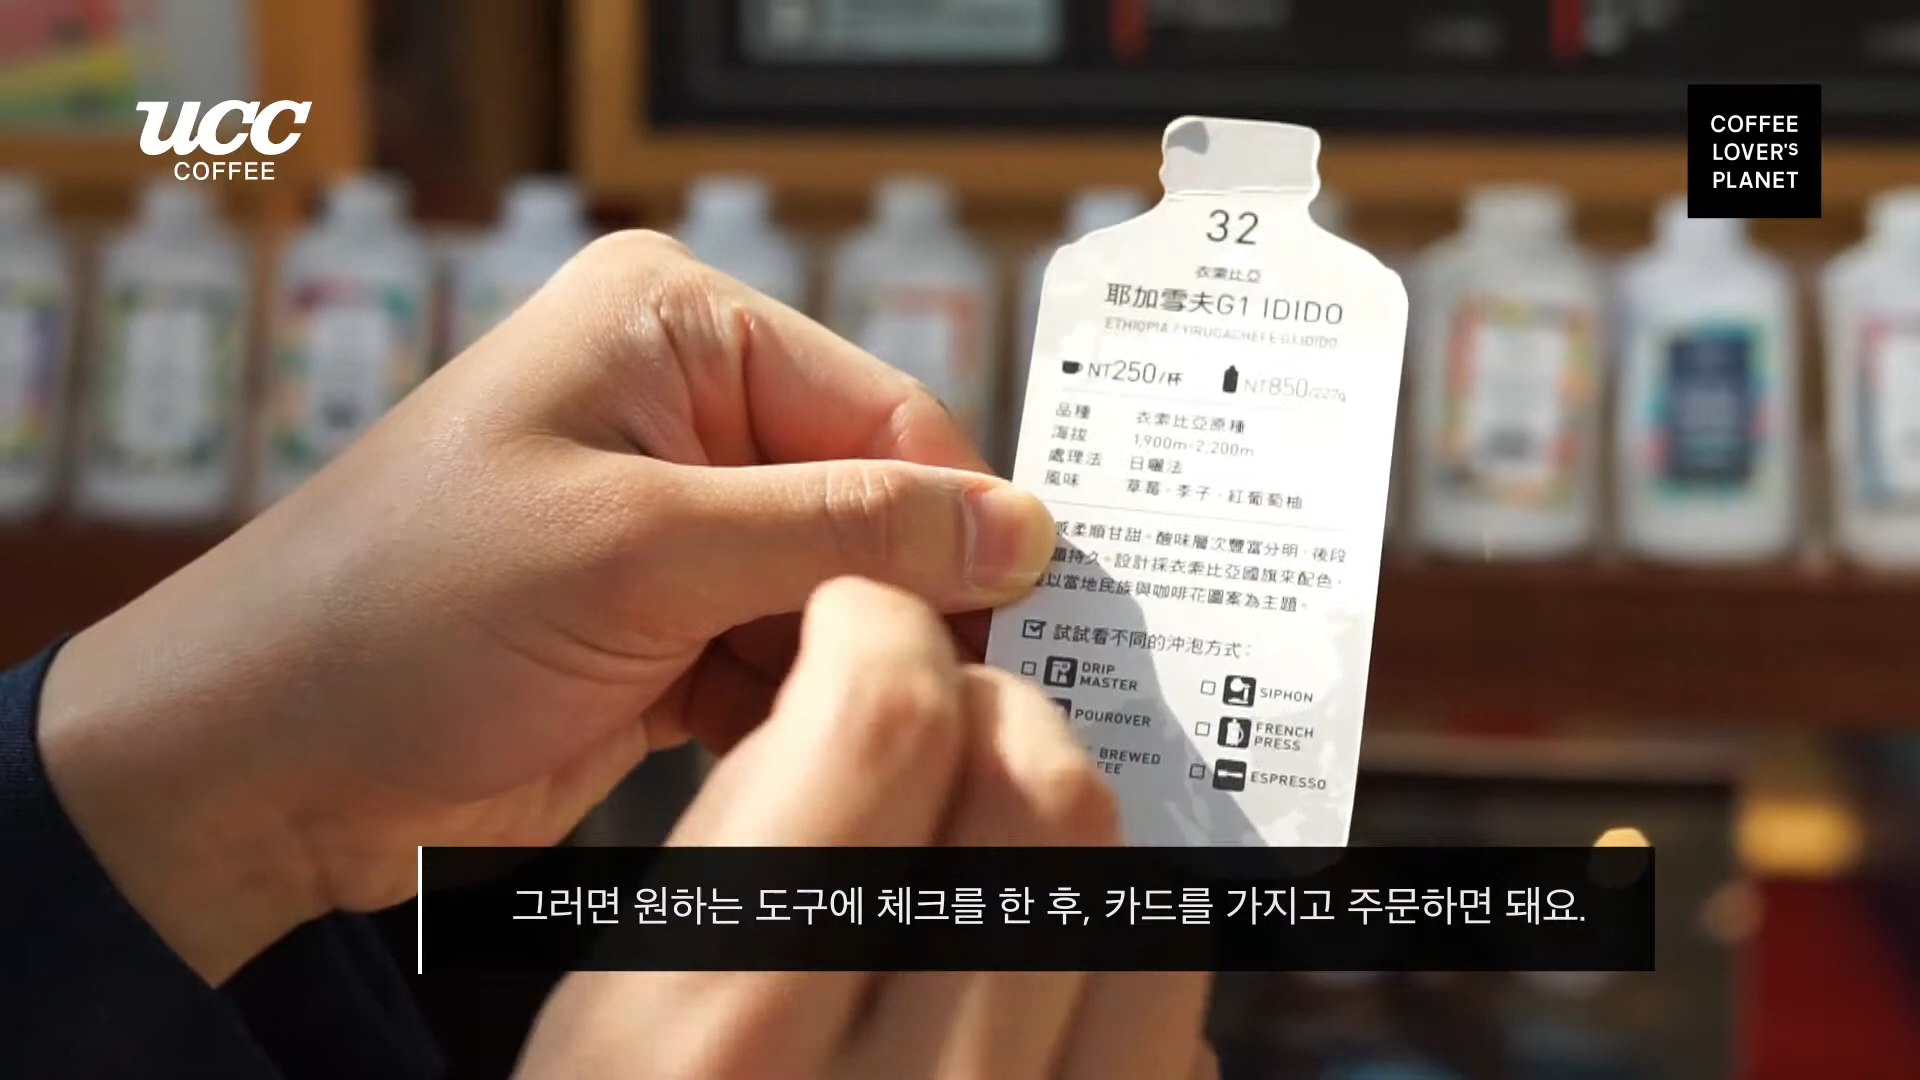 ucc
COFFEE
COFFEE
LOVER'S
PLANET
32
衣索比亞
耶加雪夫G1 IDIDO
ETHIOPIA / YIRUGACHEFE G1 IDIDO
NT250/杯 NT850/227g
品種 衣索比亞原種
海拔 1,900m-2,200m
處理法 日曬法
風味 草莓·李子·紅葡萄柚
柔順甘甜。酸味層次豐富分明,後段
持久。設計採衣索比亞國旗來配色,
以當地民族與咖啡花圖案為主題。
試試看不同的沖泡方式:
DRIP
MASTER
SIPHON
POUROVER
FRENCH
PRESS
BREWED
ESPRESSO
그러면 원하는 도구에 체크를 한 후, 카드를 가지고 주문하면 돼요.